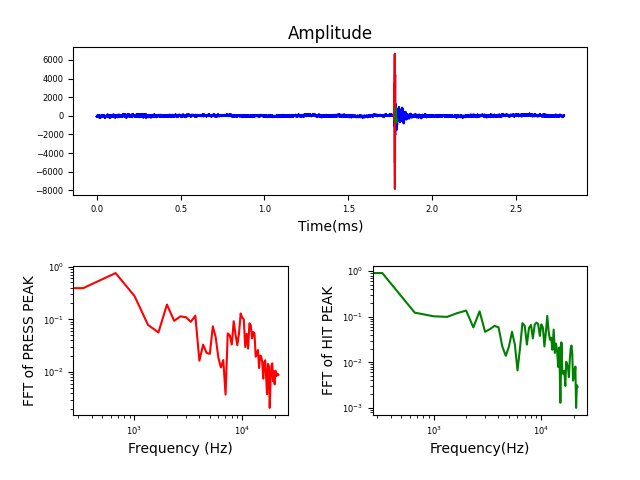 Amplitude
6000
4000
2000
0
−2000
−4000
−6000
−8000
0.0 0.5 1.0 1.5 2.0 2.5
Time(ms)
FFT of PRESS PEAK
10⁰
10⁻¹
10⁻²
10³ 10⁴
Frequency (Hz)
FFT of HIT PEAK
10⁰
10⁻¹
10⁻²
10⁻³
10³ 10⁴
Frequency(Hz)